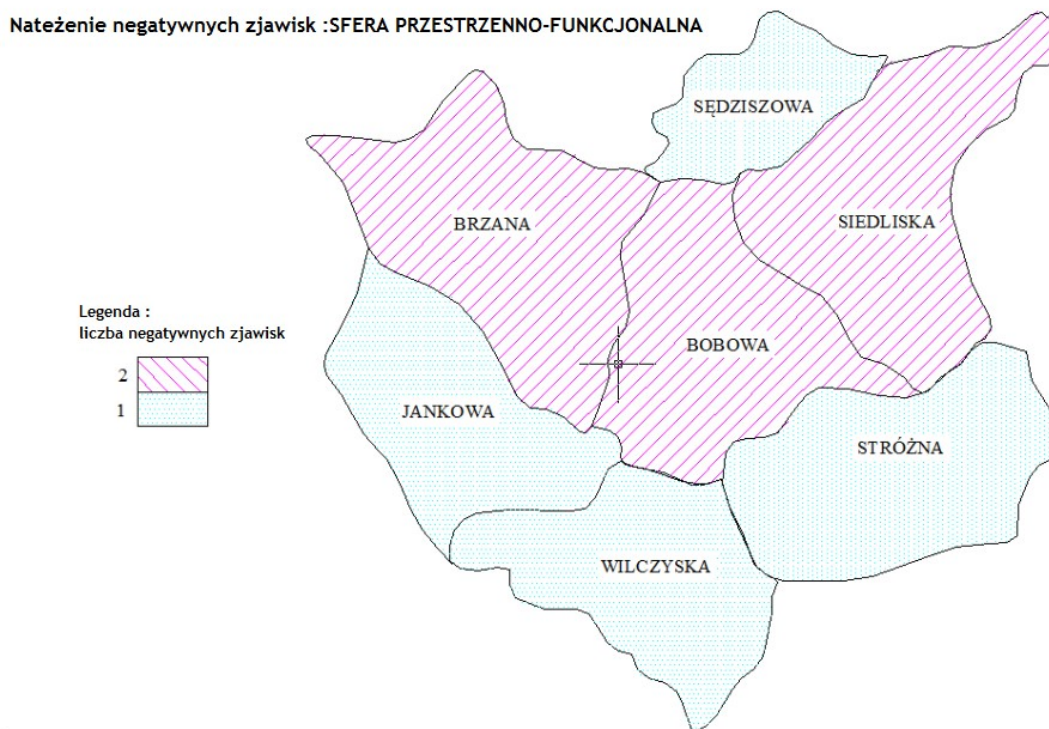 Nateżenie negatywnych zjawisk :SFERA PRZESTRZENNO-FUNKCJONALNA
SĘDZISZOWA
BRZANA
SIEDLISKA
Legenda :
liczba negatywnych zjawisk
2
1
BOBOWA
JANKOWA
STRÓŻNA
WILCZYSKA